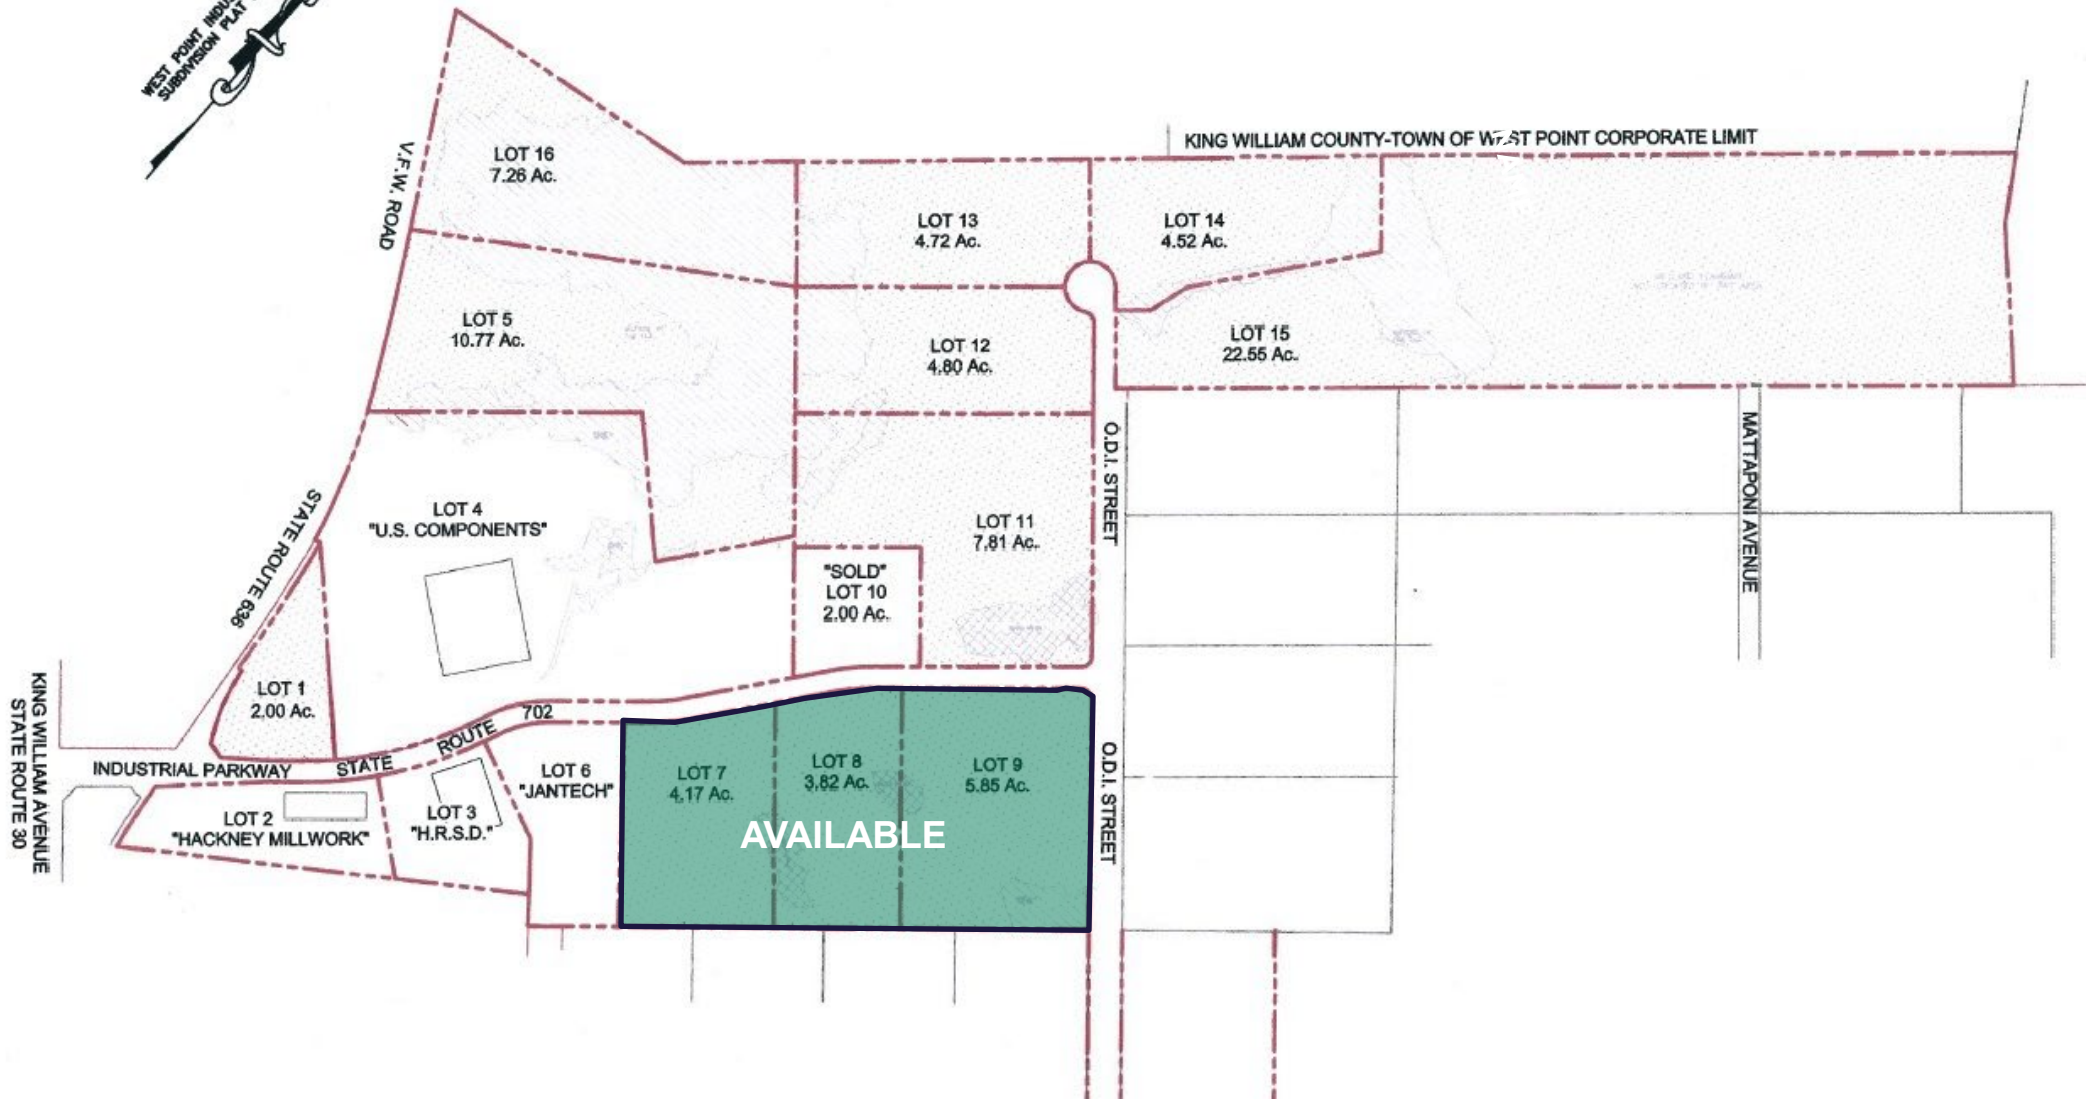 WEST POINT
SUBDIVISION PLAT
KING WILLIAM COUNTY-TOWN OF WEST POINT CORPORATE LIMIT
V.F.W. ROAD
LOT 16
7.26 Ac.
LOT 13
4.72 Ac.
LOT 14
4.52 Ac.
LOT 5
10.77 Ac.
LOT 12
4.80 Ac.
LOT 15
22.55 Ac.
O.D.I. STREET
MATTAPONI AVENUE
STATE ROUTE 636
LOT 4
"U.S. COMPONENTS"
LOT 11
7.81 Ac.
"SOLD"
LOT 10
2.00 Ac.
LOT 1
2.00 Ac.
KING WILLIAM AVENUE
STATE ROUTE 30
INDUSTRIAL PARKWAY
STATE ROUTE 702
LOT 2
"HACKNEY MILLWORK"
LOT 3
"H.R.S.D."
LOT 6
"JANTECH"
LOT 7
4.17 Ac.
LOT 8
3.82 Ac.
LOT 9
5.85 Ac.
AVAILABLE
O.D.I. STREET